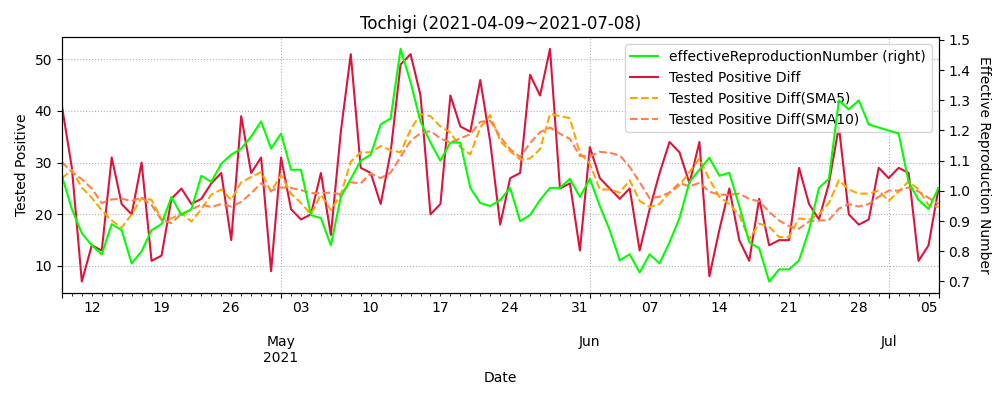 Tochigi (2021-04-09~2021-07-08)
effectiveReproductionNumber (right)
Tested Positive Diff
Tested Positive Diff(SMA5)
Tested Positive Diff(SMA10)
Tested Positive
50
40
30
20
10
1.5
1.4
1.3
1.2
1.1
1.0
0.9
0.8
0.7
Effective Reproduction Number
12 19 26 03 10 17 24 31 07 14 21 28 05
May Jun Jul
2021
Date